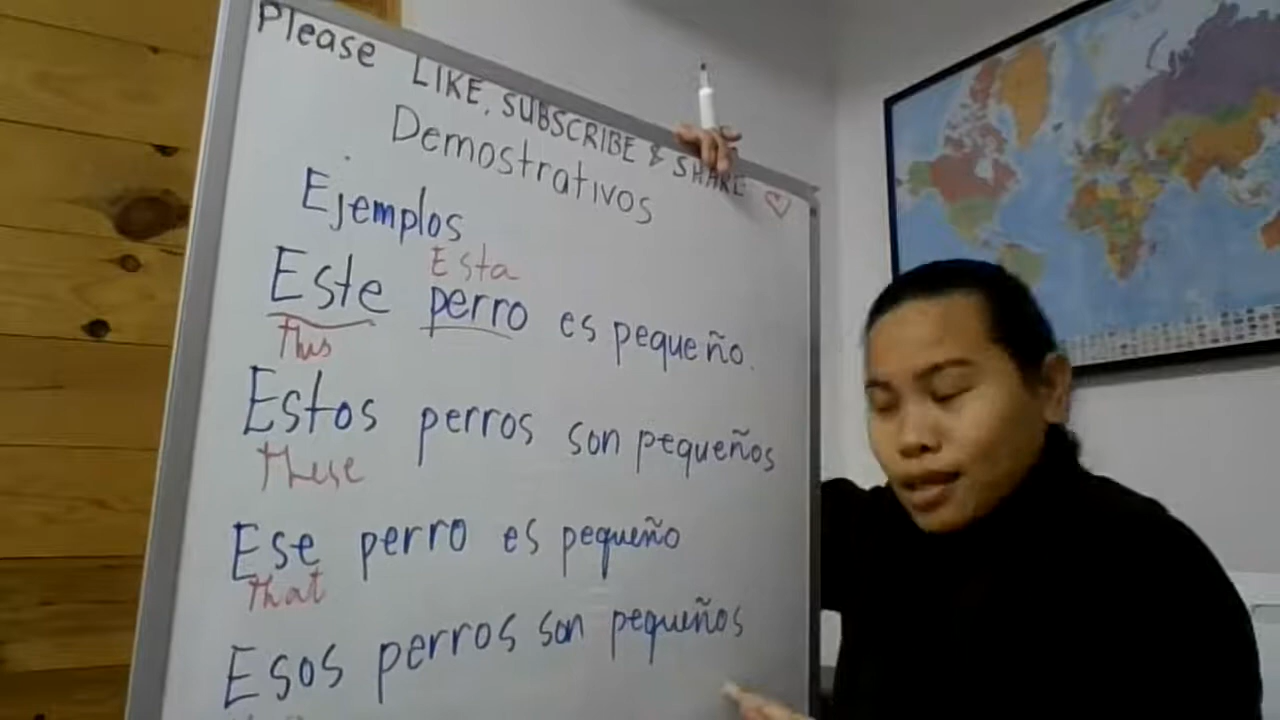 Please LIKE, SUBSCRIBE & SHARE
Demostrativos
Ejemplos
Esta
Este perro es pequeño.
this
Estos perros son pequeños
these
Ese perro es pequeño
that
Esos perros son pequeños